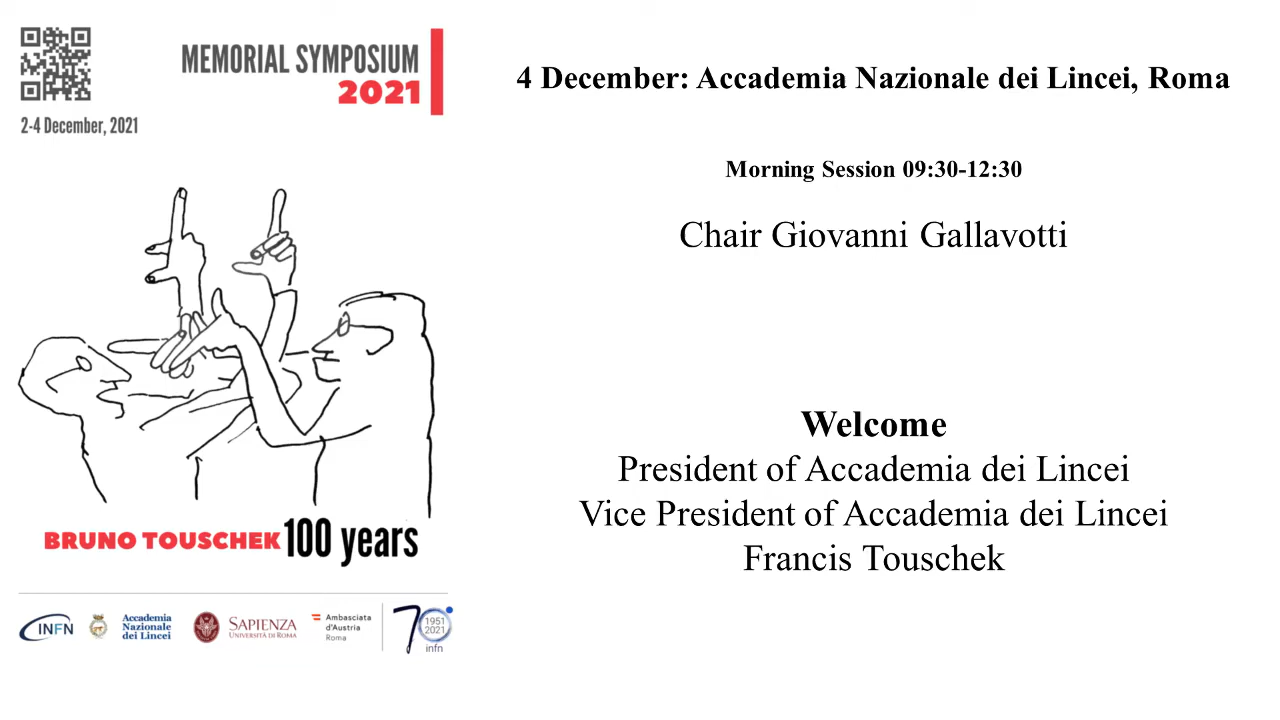 MEMORIAL SYMPOSIUM
2021
2-4 December, 2021
BRUNO TOUSCHEK 100 years
INFN
Accademia
Nazionale
dei Lincei
SAPIENZA
UNIVERSITÀ DI ROMA
Ambasciata
d'Austria
Roma
70
1951
2021
infn
4 December: Accademia Nazionale dei Lincei, Roma
Morning Session 09:30-12:30
Chair Giovanni Gallavotti
Welcome
President of Accademia dei Lincei
Vice President of Accademia dei Lincei
Francis Touschek